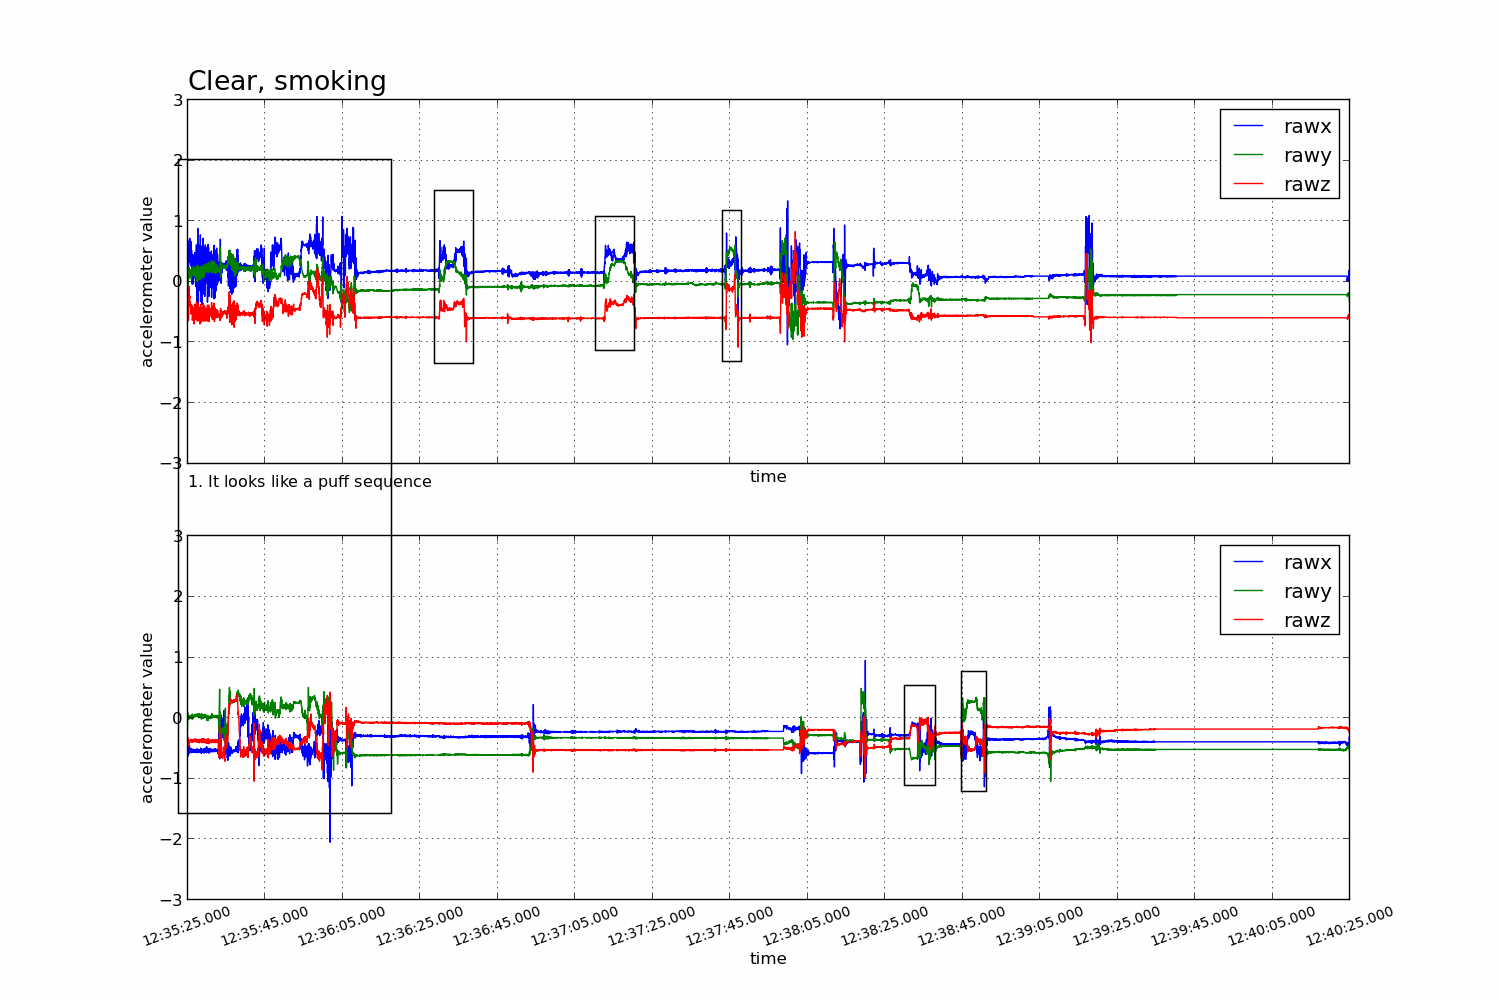 Clear, smoking
3
2
1
0
−1
−2
−3
accelerometer value
rawx
rawy
rawz
time
1. It looks like a puff sequence
3
2
1
0
−1
−2
−3
accelerometer value
rawx
rawy
rawz
12:35:25.000
12:35:45.000
12:36:05.000
12:36:25.000
12:36:45.000
12:37:05.000
12:37:25.000
12:37:45.000
12:38:05.000
12:38:25.000
12:38:45.000
12:39:05.000
12:39:25.000
12:39:45.000
12:40:05.000
12:40:25.000
time